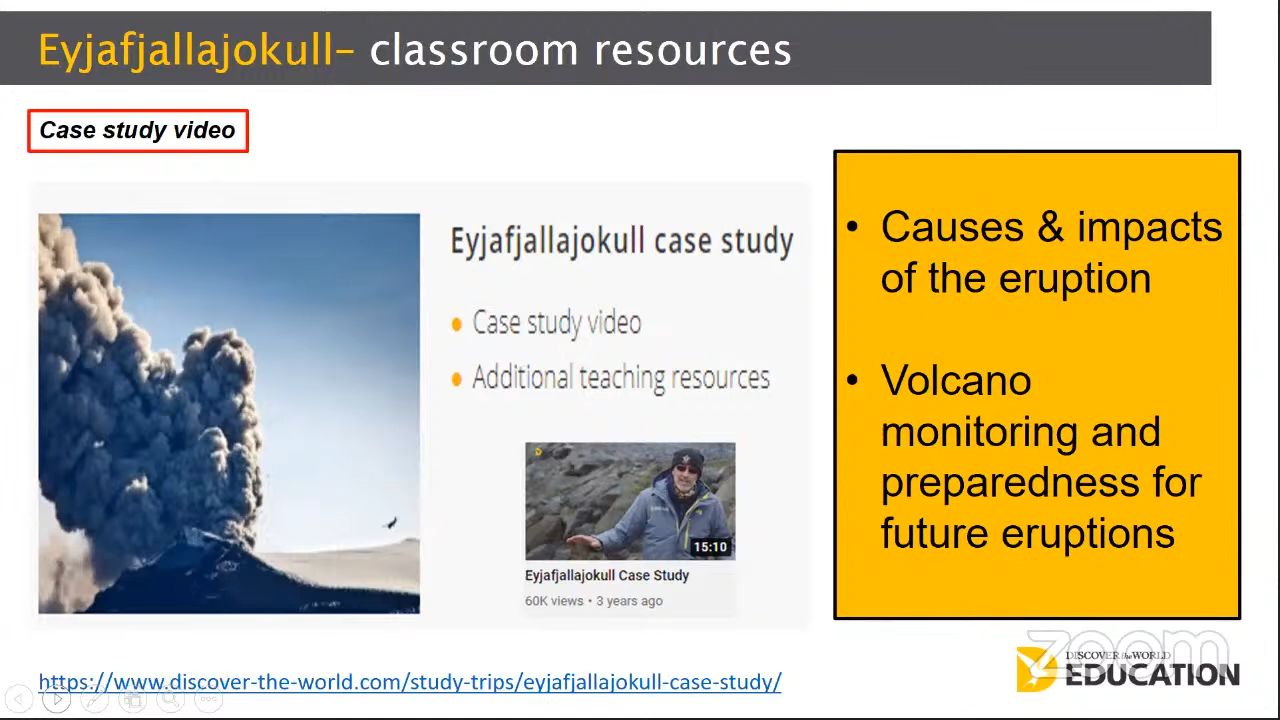 Eyjafjallajokull– classroom resources
Case study video
Eyjafjallajokull case study
• Case study video
• Additional teaching resources
15:10
Eyjafjallajokull Case Study
60K views • 3 years ago
• Causes & impacts
of the eruption
• Volcano
monitoring and
preparedness for
future eruptions
https://www.discover-the-world.com/study-trips/eyjafjallajokull-case-study/
zoom
DISCOVER the WORLD
EDUCATION